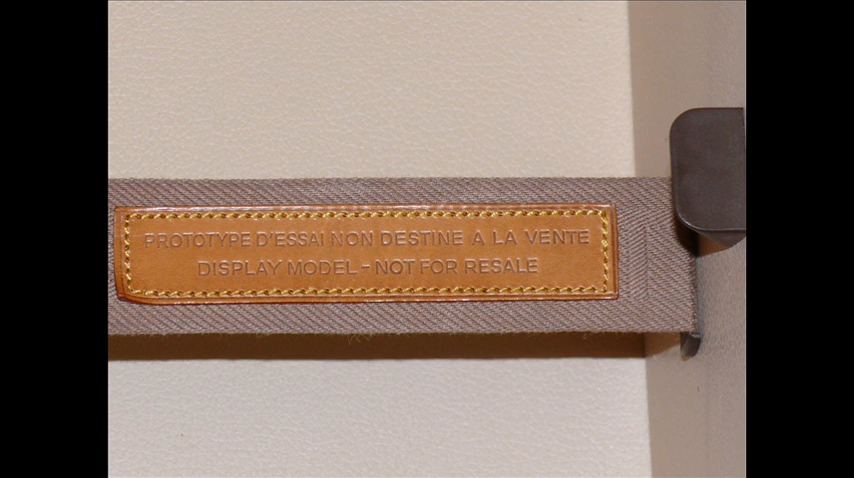 PROTOTYPE D'ESSAI NON DESTINE A LA VENTE
DISPLAY MODEL - NOT FOR RESALE